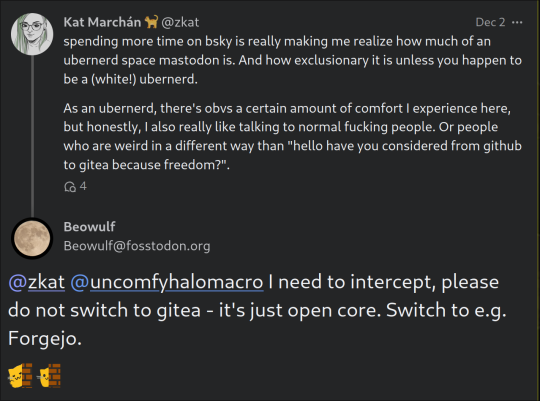 Kat Marchán 🐕 @zkat
Dec 2 ···
spending more time on bsky is really making me realize how much of an
ubernerd space mastodon is. And how exclusionary it is unless you happen to
be a (white!) ubernerd.
As an ubernerd, there's obvs a certain amount of comfort I experience here,
but honestly, I also really like talking to normal fucking people. Or people
who are weird in a different way than "hello have you considered from github
to gitea because freedom?".
4
Beowulf
Beowulf@fosstodon.org
@zkat @uncomfyhalomacro I need to intercept, please
do not switch to gitea - it's just open core. Switch to e.g.
Forgejo.